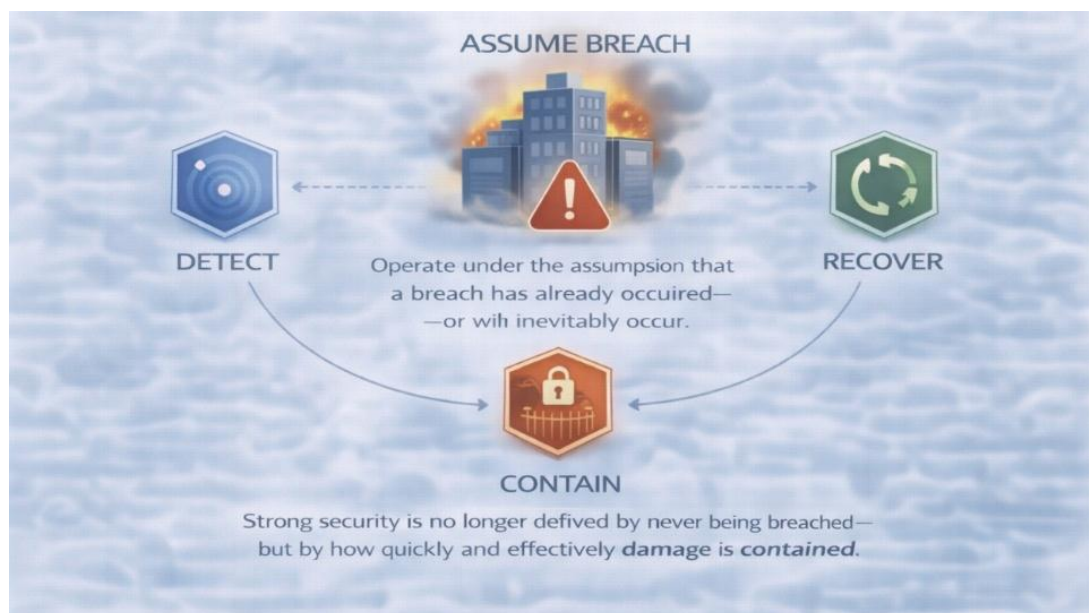 ASSUME BREACH
DETECT
RECOVER
Operate under the assumpsion that
a breach has already occuired—
—or wih inevitably occur.
CONTAIN
Strong security is no longer defived by never being breached—
but by how quickly and effectively damage is contained.